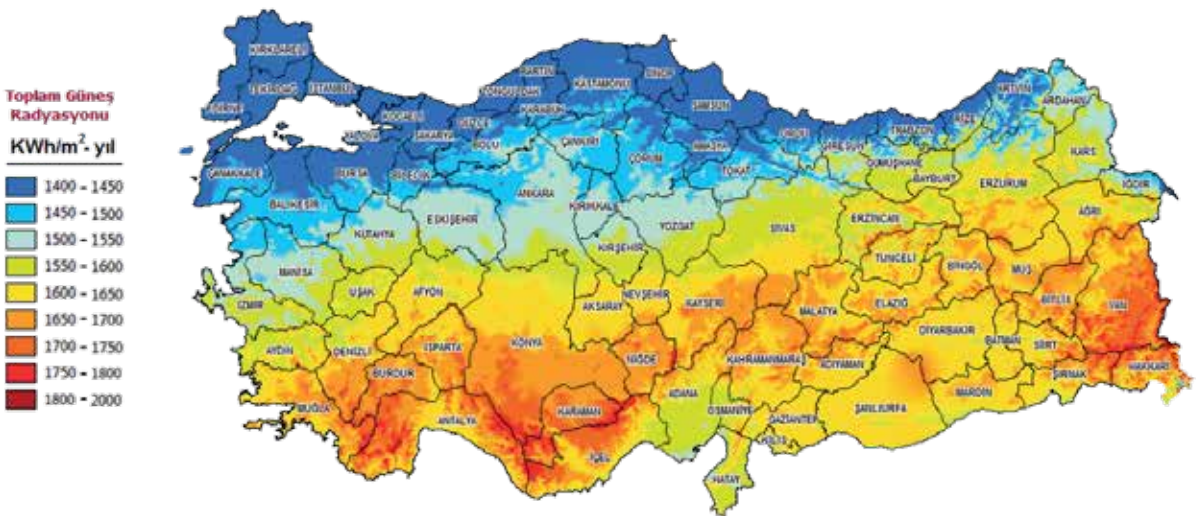 Toplam Güneş
Radyasyonu
KWh/m²- yıl
1400 - 1450
1450 - 1500
1500 - 1550
1550 - 1600
1600 - 1650
1650 - 1700
1700 - 1750
1750 - 1800
1800 - 2000
KIRKLARELİ
TEKİRDAĞ
İSTANBUL
EDİRNE
KOCAELİ
YALOVA
SAKARYA
DÜZCE
ZONGULDAK
BARTIN
KARABÜK
KASTAMONU
SİNOP
SAMSUN
BOLU
ÇANKIRI
ÇORUM
AMASYA
TOKAT
ORDU
GİRESUN
TRABZON
RİZE
ARTVİN
ARDAHAN
GÜMÜŞHANE
BAYBURT
ERZURUM
KARS
IĞDIR
AĞRI
ÇANAKKALE
BALIKESİR
BURSA
BİLECİK
KÜTAHYA
ESKİŞEHİR
ANKARA
KIRIKKALE
YOZGAT
SİVAS
ERZİNCAN
TUNCELİ
BİNGÖL
MUŞ
BİTLİS
VAN
MANİSA
İZMİR
UŞAK
AFYON
KIRŞEHİR
NEVŞEHİR
AKSARAY
KAYSERİ
MALATYA
ELAZIĞ
DİYARBAKIR
BATMAN
SİİRT
ŞIRNAK
HAKKARİ
AYDIN
DENİZLİ
ISPARTA
BURDUR
KONYA
NİĞDE
KAHRAMANMARAŞ
ADIYAMAN
MARDİN
MUĞLA
ANTALYA
KARAMAN
İÇEL
ADANA
OSMANİYE
GAZİANTEP
KİLİS
ŞANLIURFA
HATAY